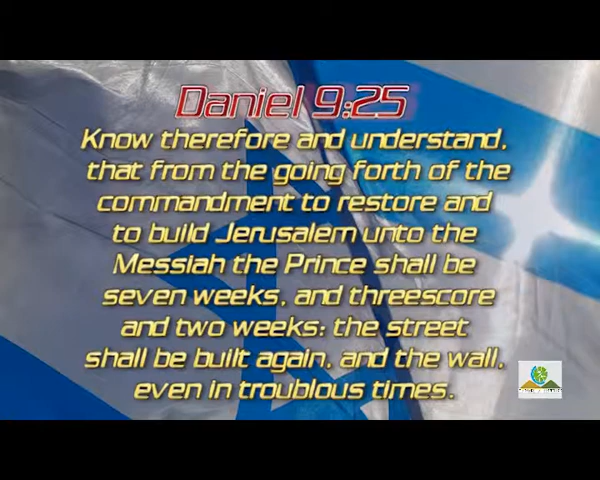 Daniel 9:25
Know therefore and understand,
that from the going forth of the
commandment to restore and
to build Jerusalem unto the
Messiah the Prince shall be
seven weeks, and threescore
and two weeks: the street
shall be built again, and the wall,
even in troublous times.